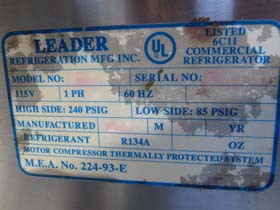 LEADER
REFRIGERATION MFG INC.
UL
LISTED
6C11
COMMERCIAL
REFRIGERATOR
MODEL NO.
SERIAL NO:
115V 1 PH 60 HZ
HIGH SIDE: 240 PSIG LOW SIDE: 85 PSIG
MANUFACTURED M YR
REFRIGERANT R134A OZ
MOTOR COMPRESSOR THERMALLY PROTECTED SYSTEM
M.E.A. No. 224-93-E